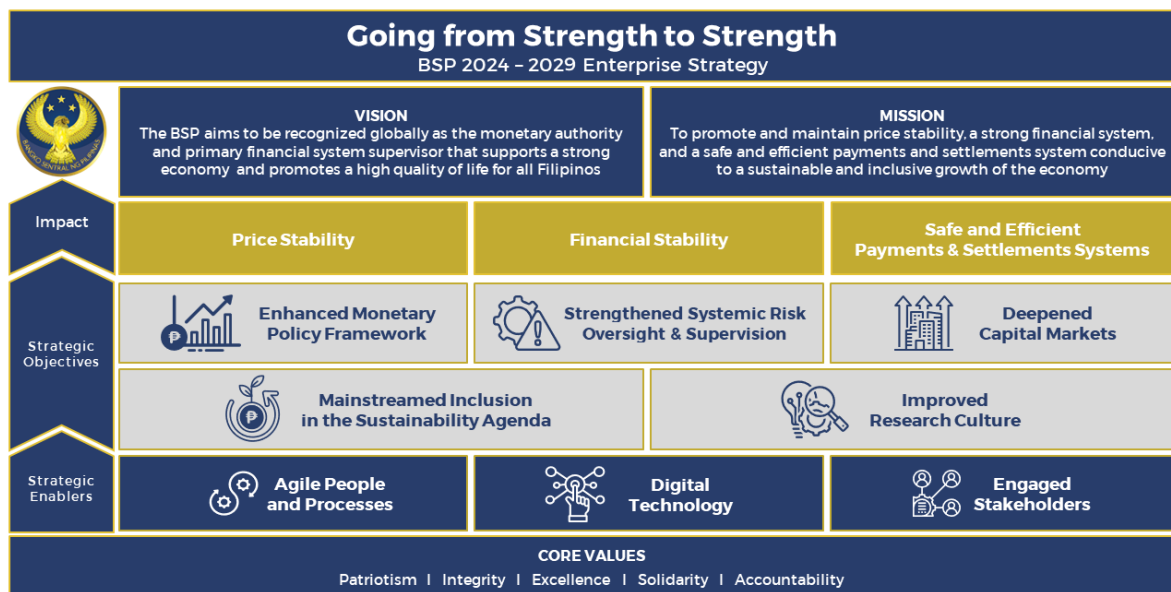 Going from Strength to Strength
BSP 2024 – 2029 Enterprise Strategy
BANGKO SENTRAL NG PILIPINAS
VISION
The BSP aims to be recognized globally as the monetary authority
and primary financial system supervisor that supports a strong
economy and promotes a high quality of life for all Filipinos
MISSION
To promote and maintain price stability, a strong financial system,
and a safe and efficient payments and settlements system conducive
to a sustainable and inclusive growth of the economy
Impact
Price Stability
Financial Stability
Safe and Efficient
Payments & Settlements Systems
Strategic
Objectives
Enhanced Monetary
Policy Framework
Strengthened Systemic Risk
Oversight & Supervision
Deepened
Capital Markets
Mainstreamed Inclusion
in the Sustainability Agenda
Improved
Research Culture
Strategic
Enablers
Agile People
and Processes
Digital
Technology
Engaged
Stakeholders
CORE VALUES
Patriotism I Integrity I Excellence I Solidarity I Accountability